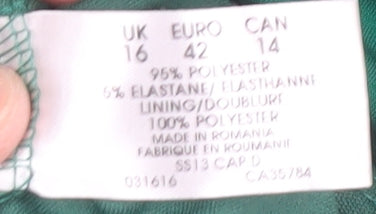 UK EURO CAN
16 42 14
95% POLYESTER
5% ELASTANE/ ELASTHANNE
LINING/DOUBLURE
100% POLYESTER
MADE IN ROMANIA
FABRIQUE EN ROUMANIE
SS13 CAP D
031616 CA35784